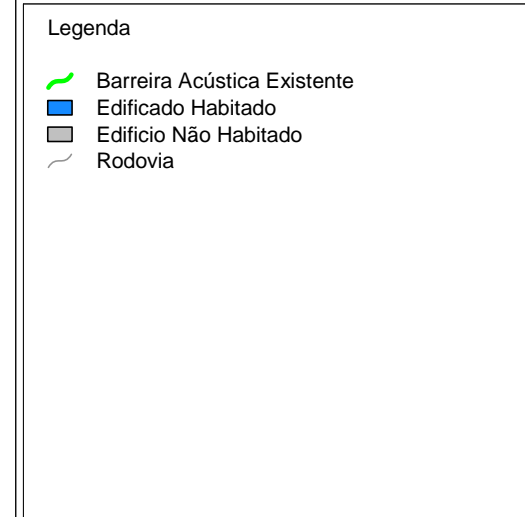 Legenda
Barreira Acústica Existente
Edificado Habitado
Edificio Não Habitado
Rodovia